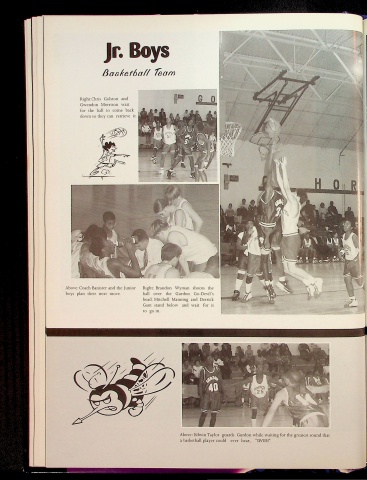 Jr. Boys
Basketball Team
Right: Chris Golston and
Gwendon Morrison wait
for the ball to come back
down so they can retrieve it.
HOR
Above: Coach Banister and the Junior
boys plan their next move.
Right: Brandon Wyman shoots the
ball over the Gordon Go-Devil's
head. Mitchell Manning and Derrick
Gant stand below and wait for it
to go in
40
Above: Edwin Taylor guards Gordon while waiting for the greatest sound that
a basketball player could ever hear, "SWISH"